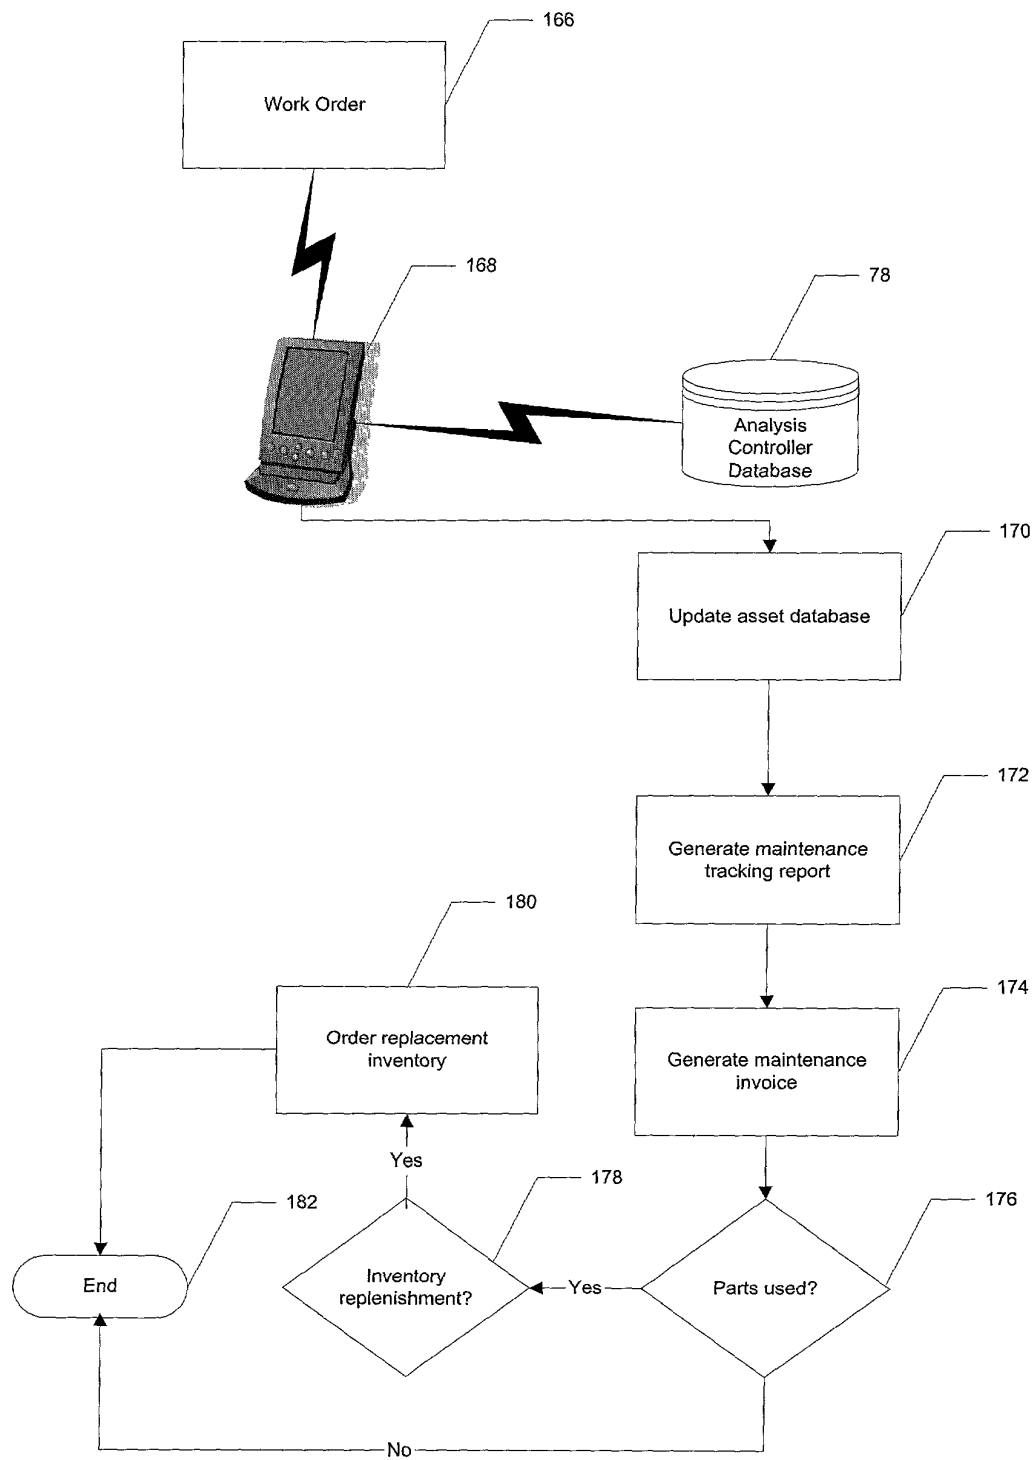 166
Work Order
168
78
Analysis
Controller
Database
170
Update asset database
172
Generate maintenance
tracking report
180
174
Order replacement
inventory
Generate maintenance
invoice
Yes
178
176
182
End
Inventory
replenishment?
Yes
Parts used?
No